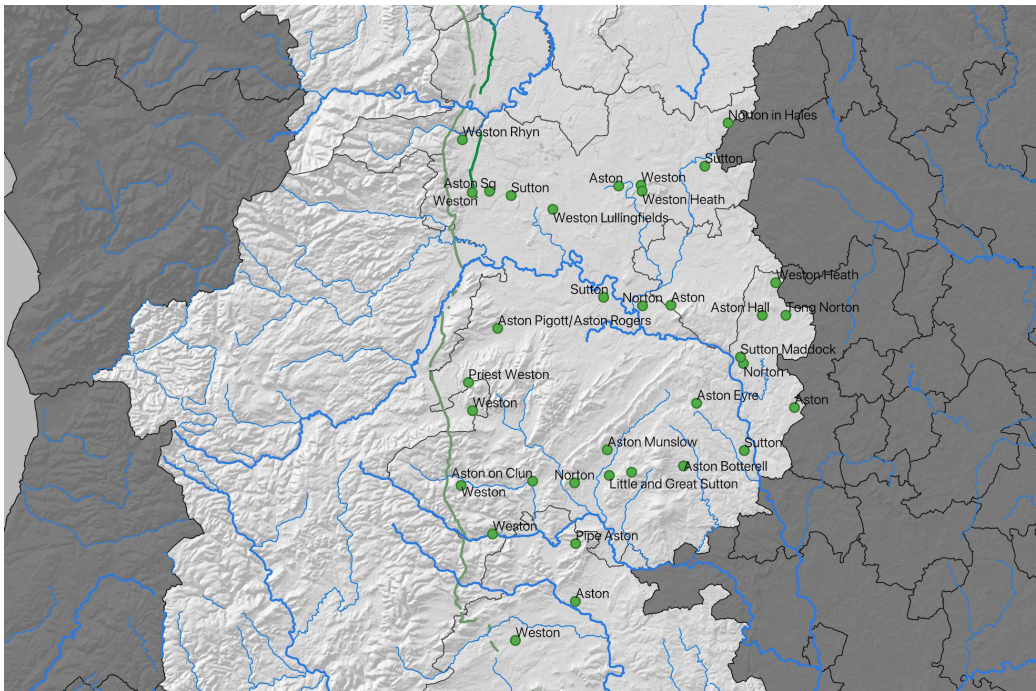 Norton in Hales
Weston Rhyn
Sutton
Aston Sq
Aston
Weston
Weston
Sutton
Weston Heath
Weston Lullingfields
Weston Heath
Sutton
Norton
Aston
Aston Hall
Tong Norton
Aston Pigott/Aston Rogers
Sutton Maddock
Norton
Priest Weston
Weston
Aston Eyre
Aston
Aston Munslow
Sutton
Aston Botterell
Aston on Clun
Norton
Little and Great Sutton
Weston
Weston
Pipe Aston
Aston
Weston